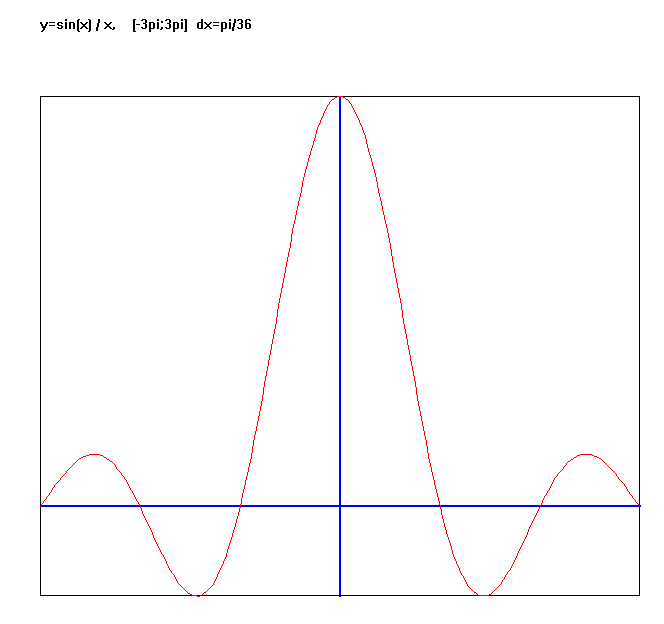 y=sin(x) / x,    [-3pi;3pi]  dx=pi/36